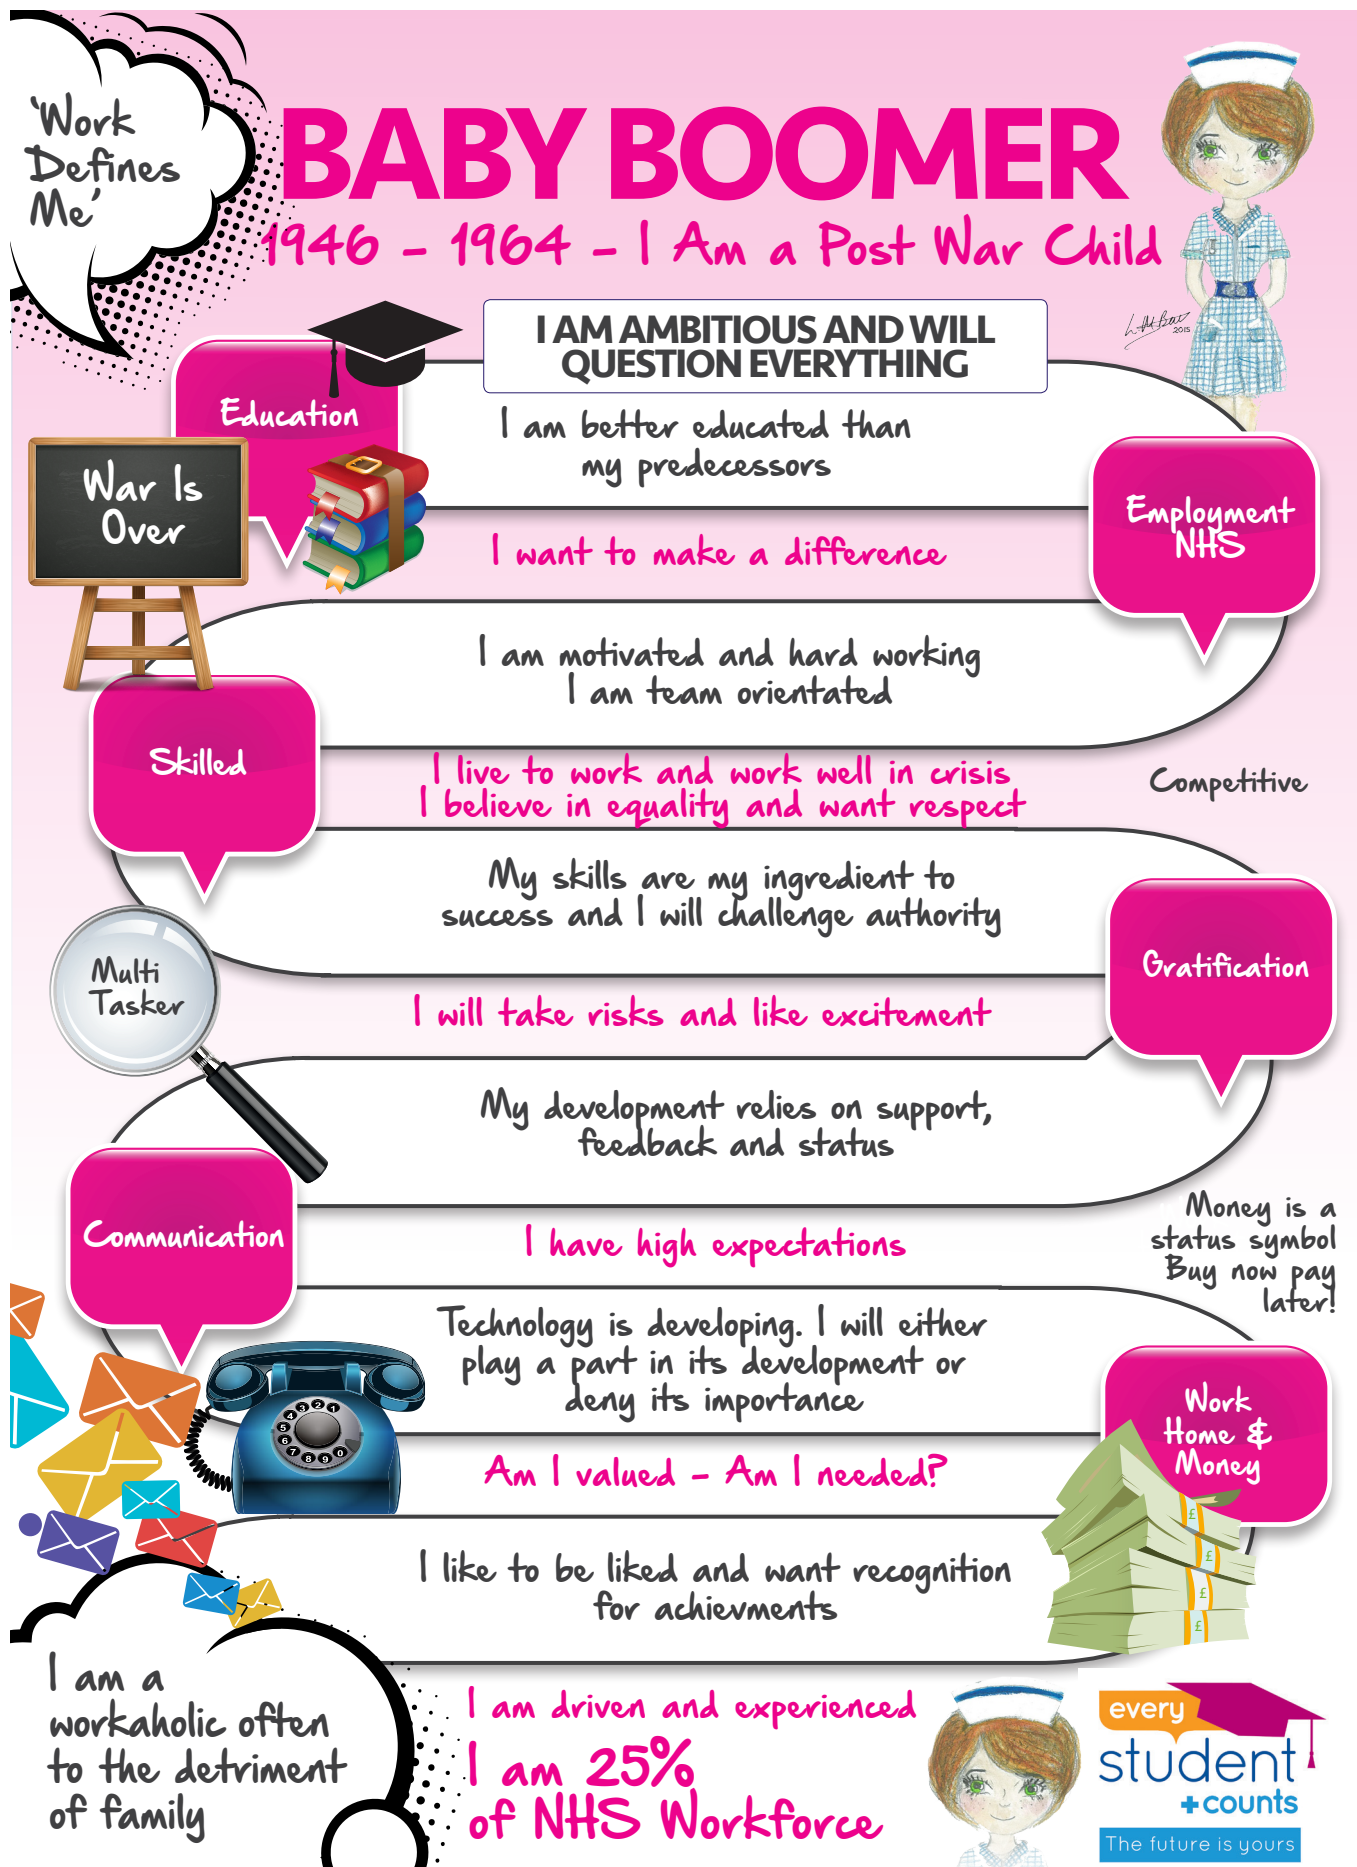 'Work
Defines
Me'
BABY BOOMER
1946 - 1964 - I Am a Post War Child
L M Bav
2015
I AM AMBITIOUS AND WILL
QUESTION EVERYTHING
Education
I am better educated than
my predecessors
War Is
Over
Employment
NHS
I want to make a difference
I am motivated and hard working
I am team orientated
Skilled
I live to work and work well in crisis
I believe in equality and want respect
Competitive
My skills are my ingredient to
success and I will challenge authority
Multi
Tasker
Gratification
I will take risks and like excitement
My development relies on support,
feedback and status
Communication
I have high expectations
Money is a
status symbol
Buy now pay
later!
Technology is developing. I will either
play a part in its development or
deny its importance
Work
Home &
Money
Am I valued - Am I needed?
I like to be liked and want recognition
for achievments
I am a
workaholic often
to the detriment
of family
I am driven and experienced
I am 25%
of NHS Workforce
every
student
+counts
The future is yours